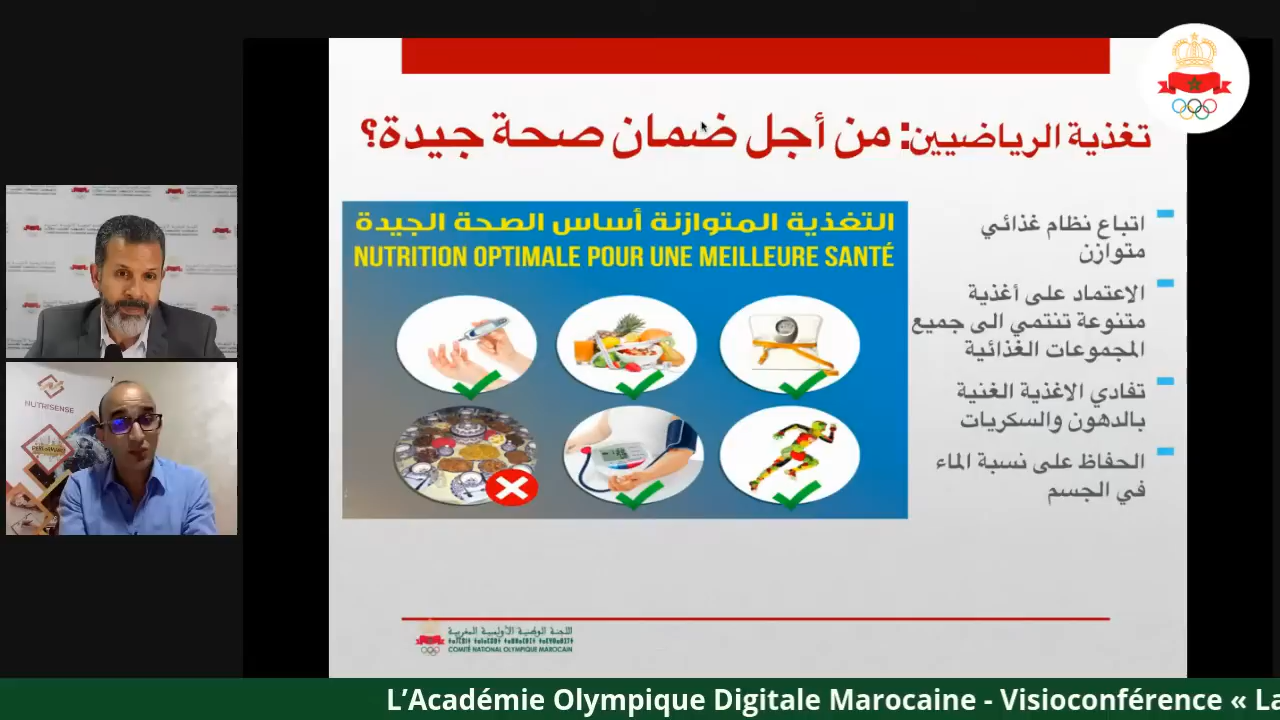 تغذية الرياضيين: من أجل ضمان صحة جيدة؟
التغذية المتوازنة أساس الصحة الجيدة
NUTRITION OPTIMALE POUR UNE MEILLEURE SANTÉ
اتباع نظام غذائي
متوازن
الاعتماد على أغذية
متنوعة تنتمي الى جميع
المجموعات الغذائية
تفادي الاغذية الغنية
بالدهون والسكريات
الحفاظ على نسبة الماء
في الجسم
NUTRISENSE
اللجنة الوطنية الأولمبية المغربية
COMITÉ NATIONAL OLYMPIQUE MAROCAIN
L’Académie Olympique Digitale Marocaine - Visioconférence « La